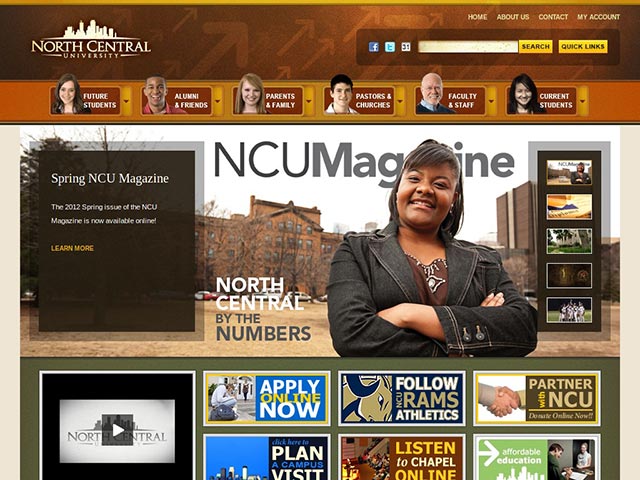 HOME ABOUT US CONTACT MY ACCOUNT
NORTH CENTRAL
UNIVERSITY
SEARCH QUICK LINKS
FUTURE
STUDENTS
ALUMNI
& FRIENDS
PARENTS
& FAMILY
PASTORS &
CHURCHES
FACULTY
& STAFF
CURRENT
STUDENTS
NCUMagazine
Spring NCU Magazine
The 2012 Spring issue of the NCU
Magazine is now available online!
LEARN MORE
NORTH
CENTRAL
BY THE
NUMBERS
NCUMagazine
APPLY
ONLINE
NOW
FOLLOW
NCU RAMS
ATHLETICS
PARTNER
with NCU
Donate Online Now!!
NORTH CENTRAL
click here to
PLAN
A CAMPUS
VISIT
LISTEN
to CHAPEL
ONLINE
affordable
education